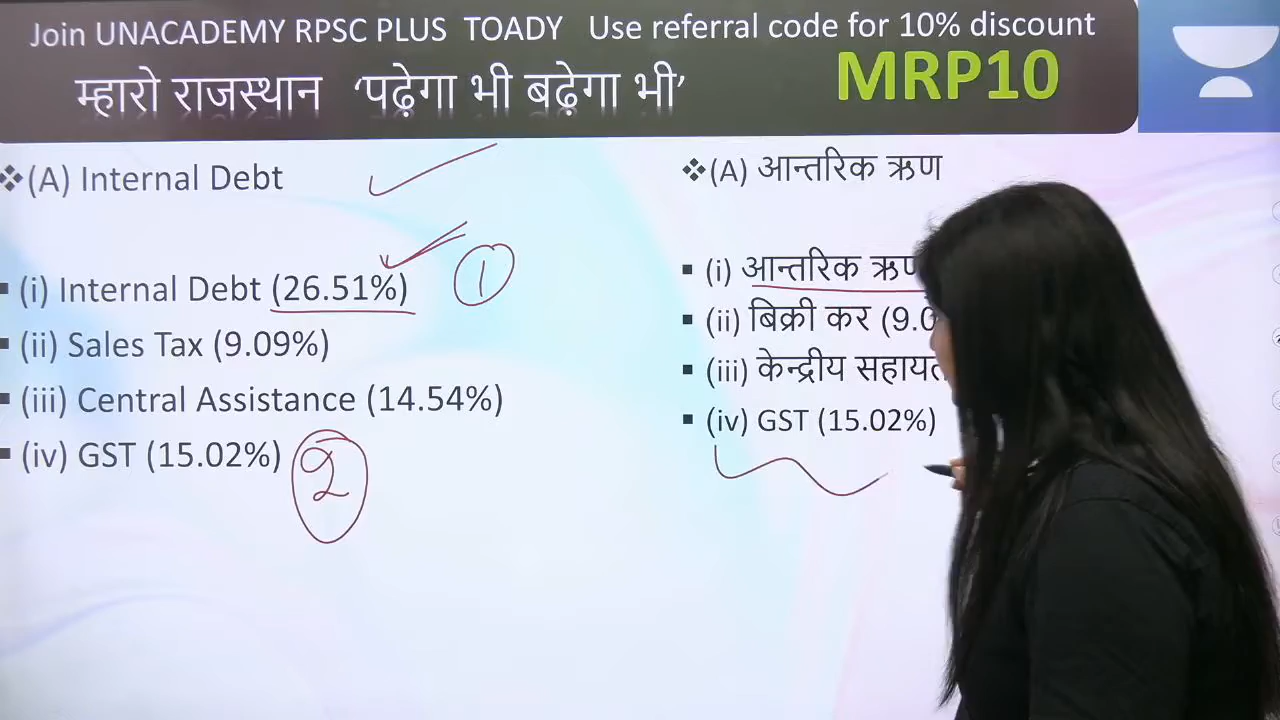 Join UNACADEMY RPSC PLUS TOADY Use referral code for 10% discount
म्हारो राजस्थान ‘पढ़ेगा भी बढ़ेगा भी’ MRP10
❖(A) Internal Debt
▪ (i) Internal Debt (26.51%) 1
▪ (ii) Sales Tax (9.09%)
▪ (iii) Central Assistance (14.54%)
▪ (iv) GST (15.02%) 2
❖(A) आन्तरिक ऋण
▪ (i) आन्तरिक ऋण
▪ (ii) बिक्री कर (9.0
▪ (iii) केन्द्रीय सहायता
▪ (iv) GST (15.02%)